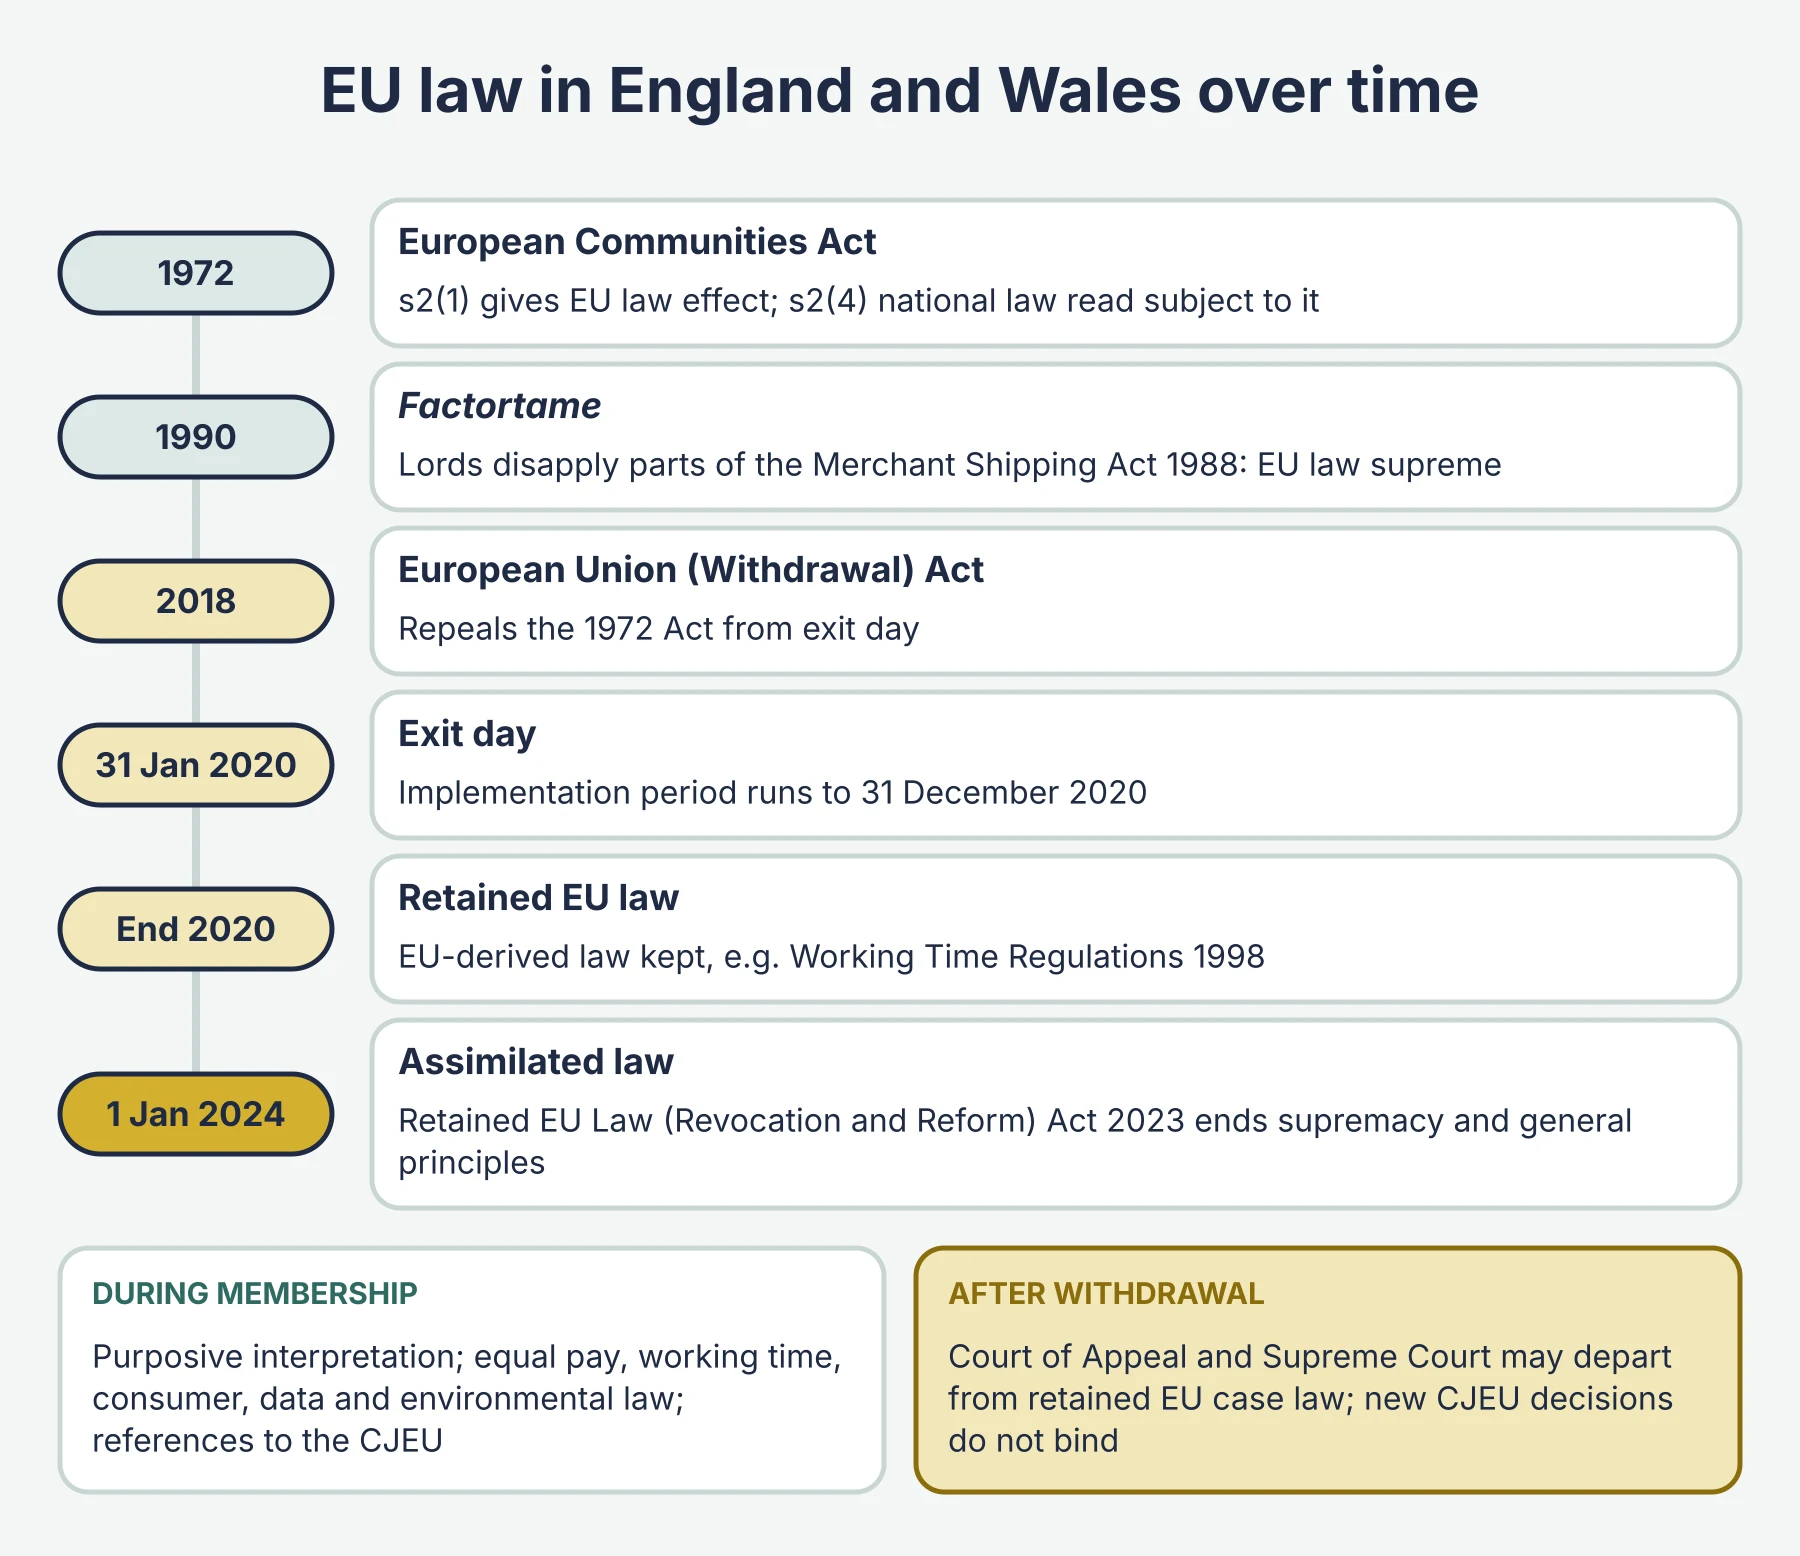 EU law in England and Wales over time
1972
European Communities Act
s2(1) gives EU law effect; s2(4) national law read subject to it
1990
Factortame
Lords disapply parts of the Merchant Shipping Act 1988: EU law supreme
2018
European Union (Withdrawal) Act
Repeals the 1972 Act from exit day
31 Jan 2020
Exit day
Implementation period runs to 31 December 2020
End 2020
Retained EU law
EU-derived law kept, e.g. Working Time Regulations 1998
1 Jan 2024
Assimilated law
Retained EU Law (Revocation and Reform) Act 2023 ends supremacy and general
principles
DURING MEMBERSHIP
Purposive interpretation; equal pay, working time,
consumer, data and environmental law;
references to the CJEU
AFTER WITHDRAWAL
Court of Appeal and Supreme Court may depart
from retained EU case law; new CJEU decisions
do not bind